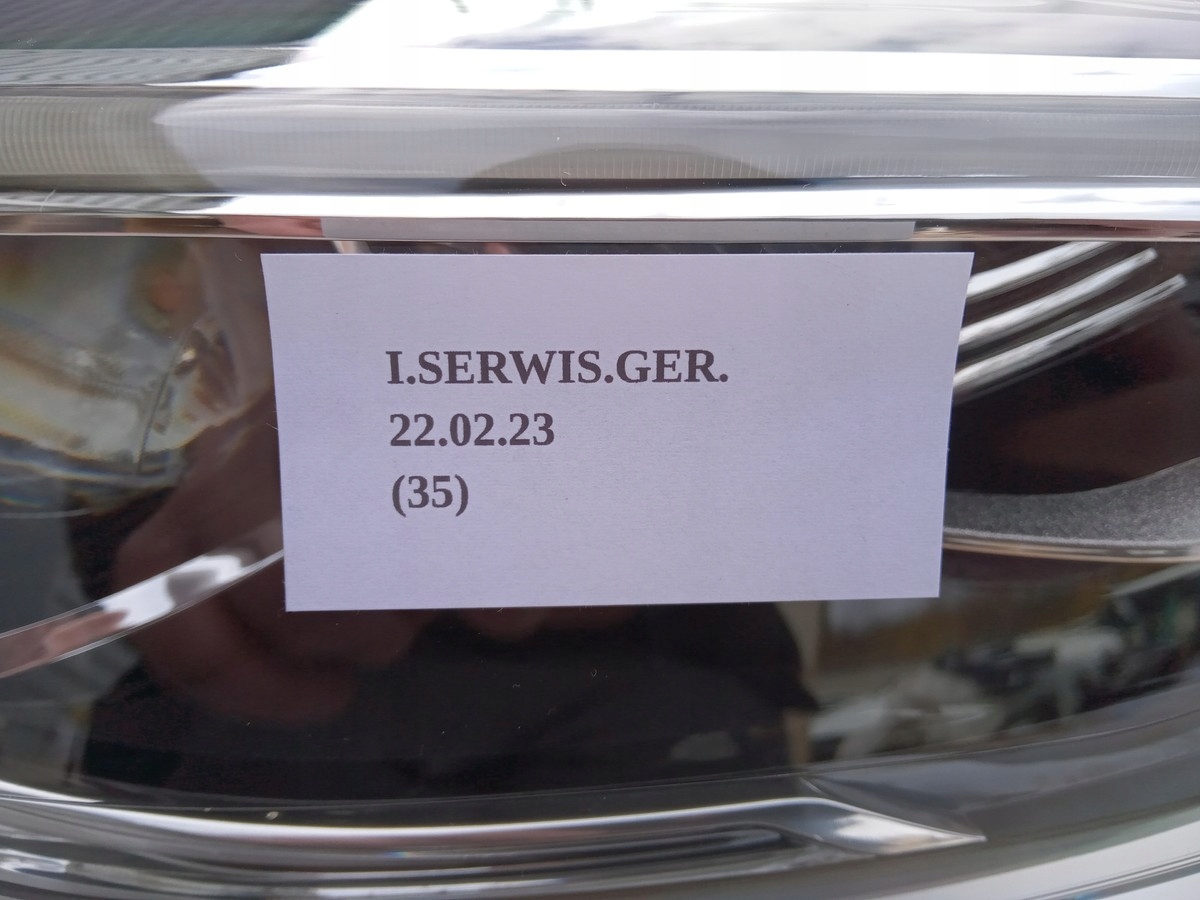 I.SERWIS.GER.
22.02.23
(35)